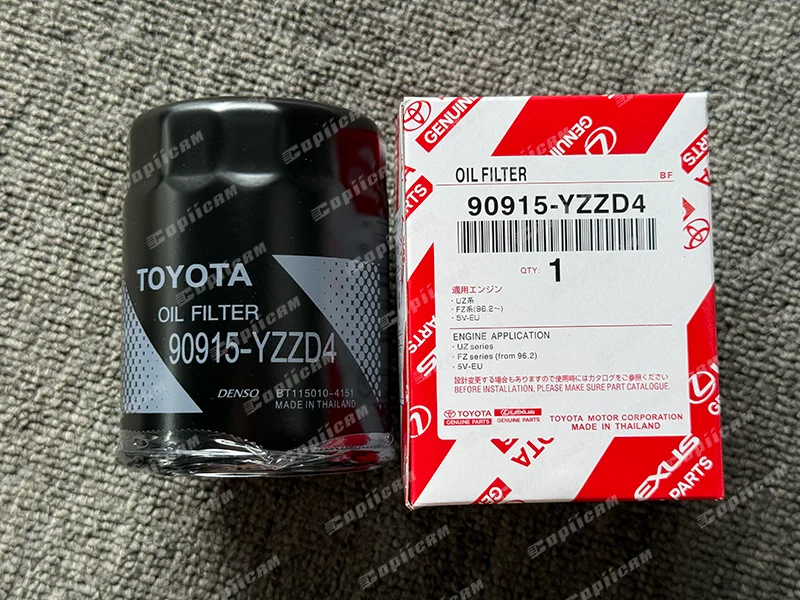 TOYOTA
OIL FILTER
90915-YZZD4
DENSO BT115010-4151
MADE IN THAILAND
GENUINE
GENUINE
PARTS
OIL FILTER
BF
90915-YZZD4
QTY: 1
適用エンジン
・UZ系
・FZ系(96.2～)
・5V-EU
ENGINE APPLICATION
・UZ series
・FZ series (from 96.2)
・5V-EU
設計変更する場合もありますので使用時にはカタログをご参照ください
BEFORE INSTALLATION, PLEASE MAKE SURE PART CATALOGUE.
TOYOTA
GENUINE PARTS
LEXUS
GENUINE PARTS
TOYOTA MOTOR CORPORATION
MADE IN THAILAND
LEXUS
PARTS
CopiiCAM